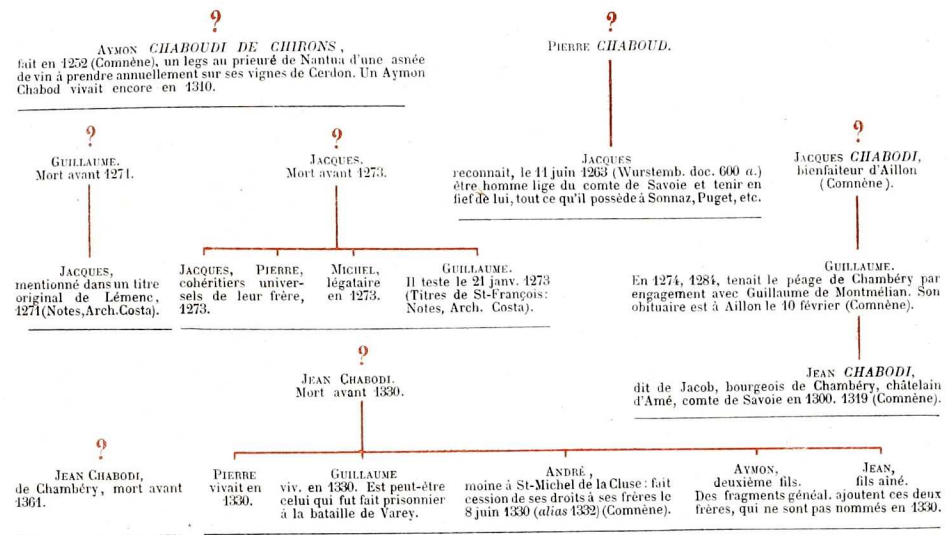 ?
AYMON CHABOUDI DE CHIRONS,
fait en 1252 (Comnène), un legs au prieuré de Nantua d'une asnée
de vin à prendre annuellement sur ses vignes de Cerdon. Un Aymon
Chabod vivait encore en 1310.
?
PIERRE CHABOUD.
?
GUILLAUME.
Mort avant 1271.
?
JACQUES.
Mort avant 1273.
JACQUES
reconnait, le 11 juin 1263 (Wurstemb. doc. 600 a.)
être homme lige du comte de Savoie et tenir en
fief de lui, tout ce qu'il possède à Sonnaz, Puget, etc.
?
JACQUES CHABODI,
bienfaiteur d'Aillon
(Comnène).
JACQUES,
mentionné dans un titre
original de Lémenc,
1271 (Notes, Arch. Costa).
JACQUES, PIERRE,
cohéritiers univer-
sels de leur frère,
1273.
MICHEL,
légataire
en 1273.
GUILLAUME.
Il teste le 21 janv. 1273
(Titres de St-François:
Notes, Arch. Costa).
GUILLAUME.
En 1274, 1284, tenait le péage de Chambéry par
engagement avec Guillaume de Montmélian. Son
obituaire est à Aillon le 10 février (Comnène).
?
JEAN CHABODI.
Mort avant 1330.
JEAN CHABODI,
dit de Jacob, bourgeois de Chambéry, châtelain
d'Amé, comte de Savoie en 1300. 1319 (Comnène).
?
JEAN CHABODI,
de Chambéry, mort avant
1361.
PIERRE
vivait en
1330.
GUILLAUME
viv. en 1330. Est peut-être
celui qui fut fait prisonnier
à la bataille de Varey.
ANDRÉ,
moine à St-Michel de la Cluse: fait
cession de ses droits à ses frères le
8 juin 1330 (alias 1332) (Comnène).
AYMON, JEAN,
deuxième fils. fils aîné.
Des fragments généal. ajoutent ces deux
frères, qui ne sont pas nommés en 1330.